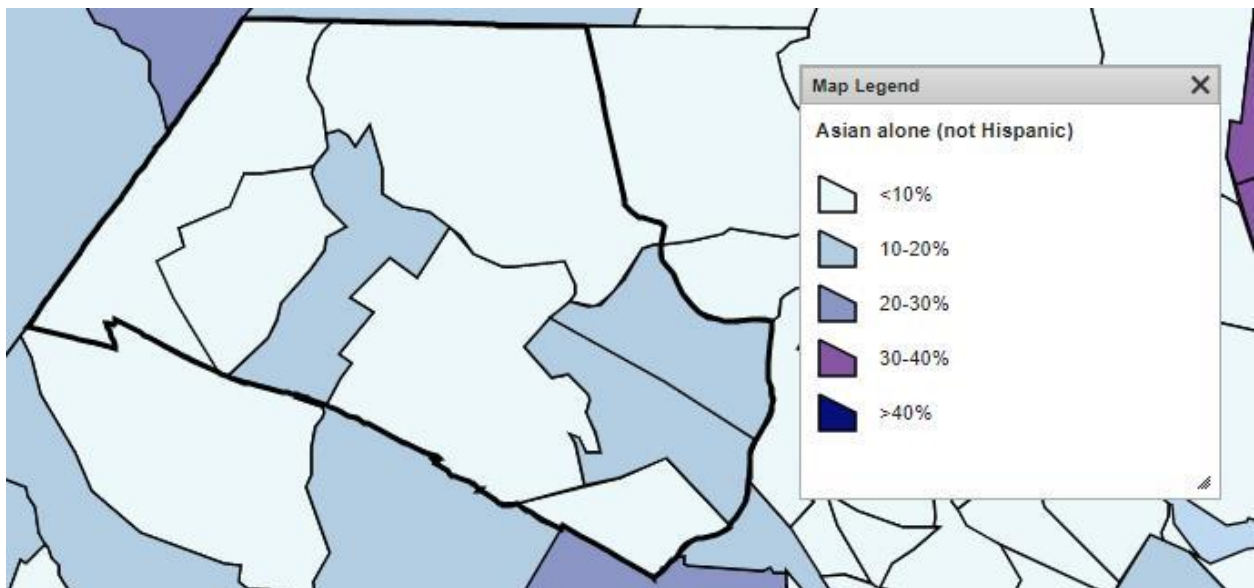 Map Legend
Asian alone (not Hispanic)
<10%
10-20%
20-30%
30-40%
>40%